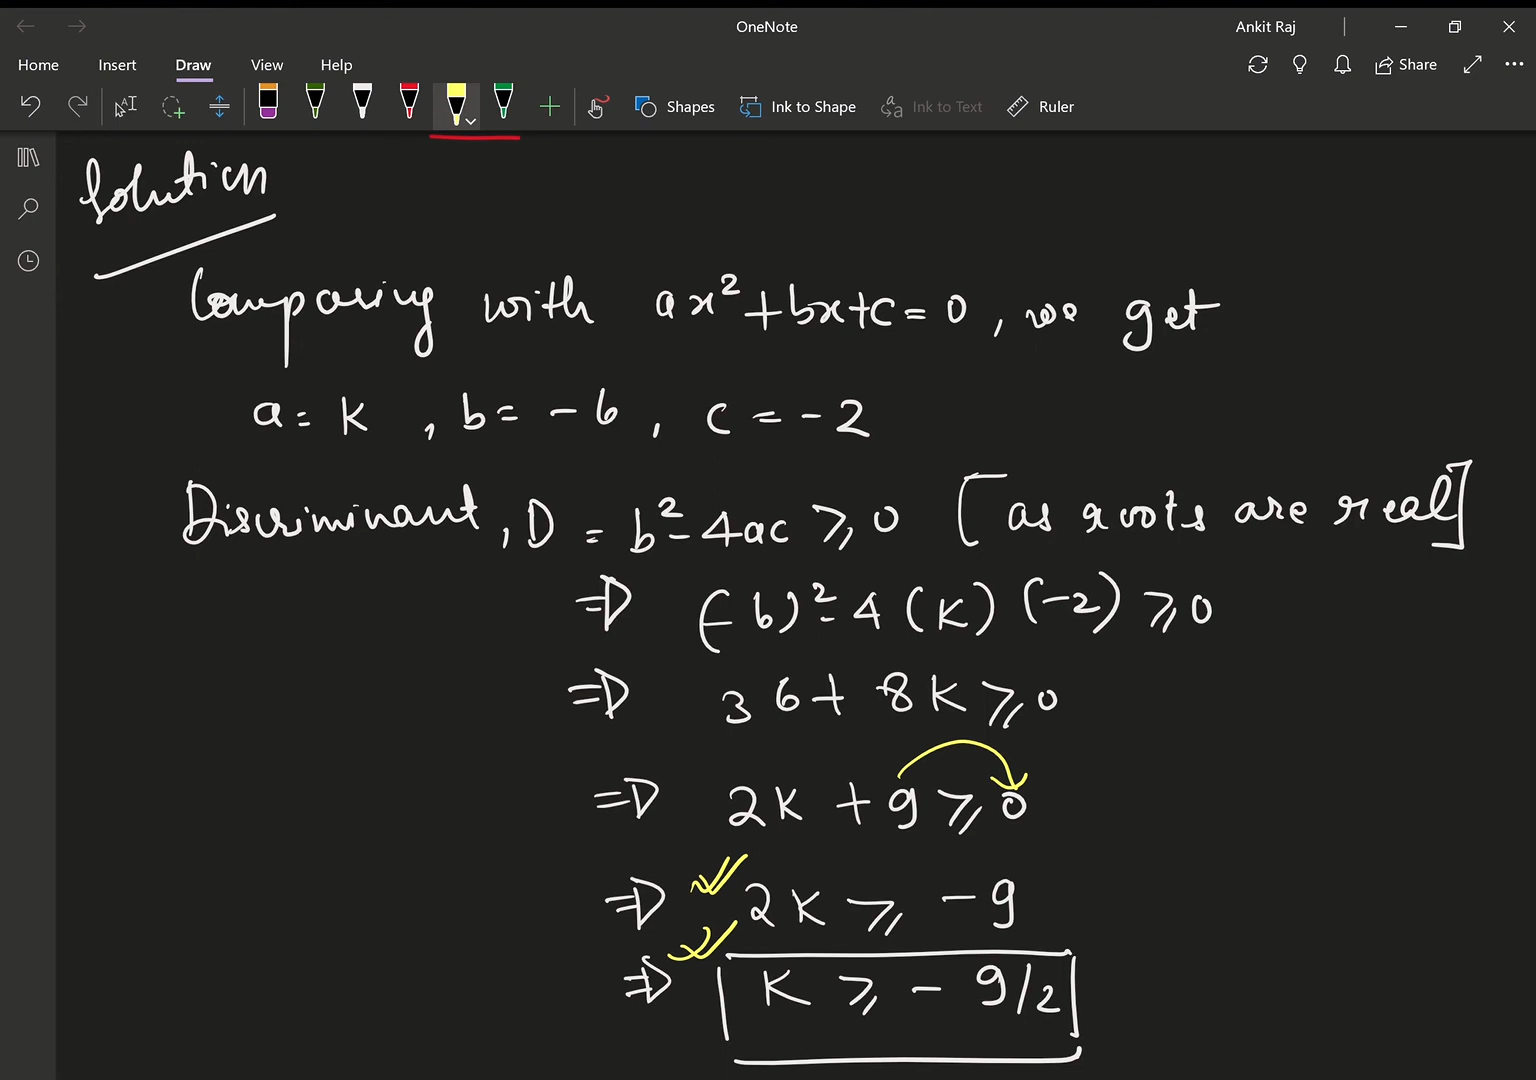 OneNote
Ankit Raj
Home Insert Draw View Help
Share
Shapes Ink to Shape Ink to Text Ruler
Solution
Comparing with ax²+bx+c=0, we get
a=K, b=-6, c=-2
Discriminant, D = b²-4ac ⩾ 0 [as roots are real]
⇒ (-6)²-4(K)(-2) ⩾ 0
⇒ 36+8K ⩾ 0
⇒ 2K+9 ⩾ 0
⇒ 2K ⩾ -9
⇒ K ⩾ -9/2